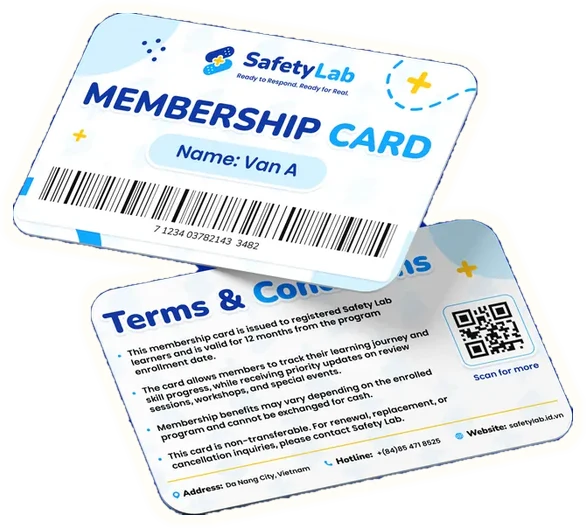 SafetyLab
Ready to Respond. Ready for Real.
MEMBERSHIP CARD
Name: Van A
7 1234 03782143 3482
Terms & Conditions
This membership card is issued to registered Safety Lab
learners and is valid for 12 months from the program
enrollment date.
The card allows members to track their learning journey and
skill progress, while receiving priority updates on review
sessions, workshops, and special events.
Membership benefits may vary depending on the enrolled
program and cannot be exchanged for cash.
This card is non-transferable. For renewal, replacement, or
cancellation inquiries, please contact Safety Lab.
Scan for more
Address: Da Nang City, Vietnam
Hotline: +(84)85 471 8525
Website: safetylab.id.vn